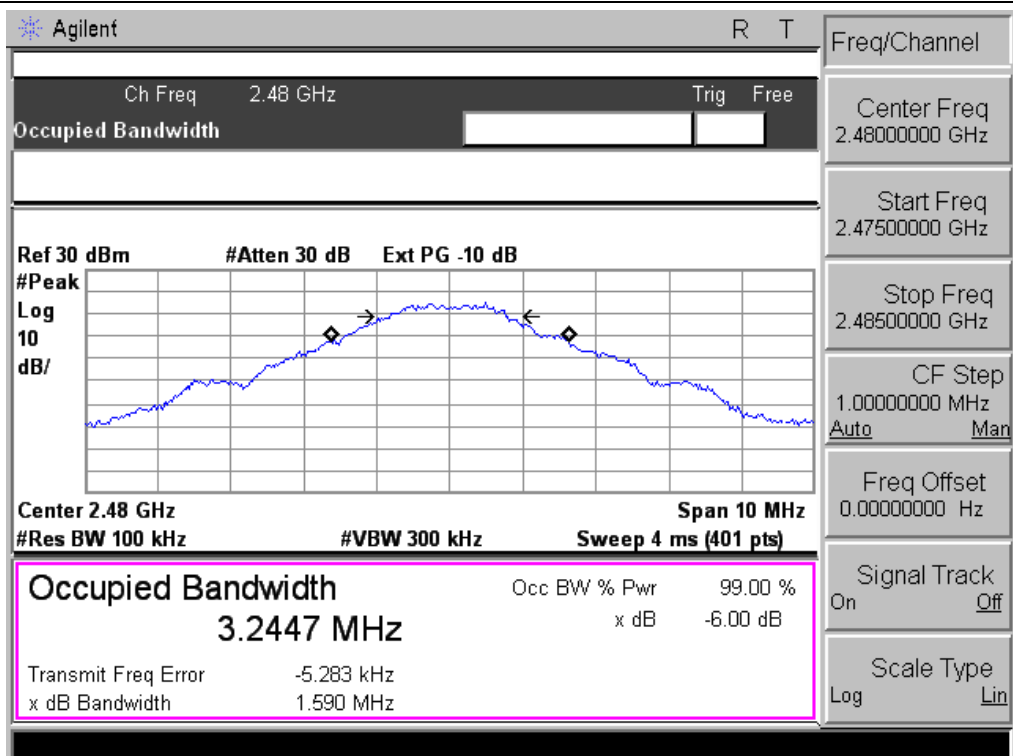 Agilent R T
Ch Freq 2.48 GHz Trig Free
Occupied Bandwidth
Ref 30 dBm #Atten 30 dB Ext PG -10 dB
#Peak
Log
10
dB/
Center 2.48 GHz Span 10 MHz
#Res BW 100 kHz #VBW 300 kHz Sweep 4 ms (401 pts)
Occupied Bandwidth
3.2447 MHz
Occ BW % Pwr 99.00 %
x dB -6.00 dB
Transmit Freq Error -5.283 kHz
x dB Bandwidth 1.590 MHz
Freq/Channel
Center Freq
2.48000000 GHz
Start Freq
2.47500000 GHz
Stop Freq
2.48500000 GHz
CF Step
1.00000000 MHz
Auto Man
Freq Offset
0.00000000 Hz
Signal Track
On Off
Scale Type
Log Lin